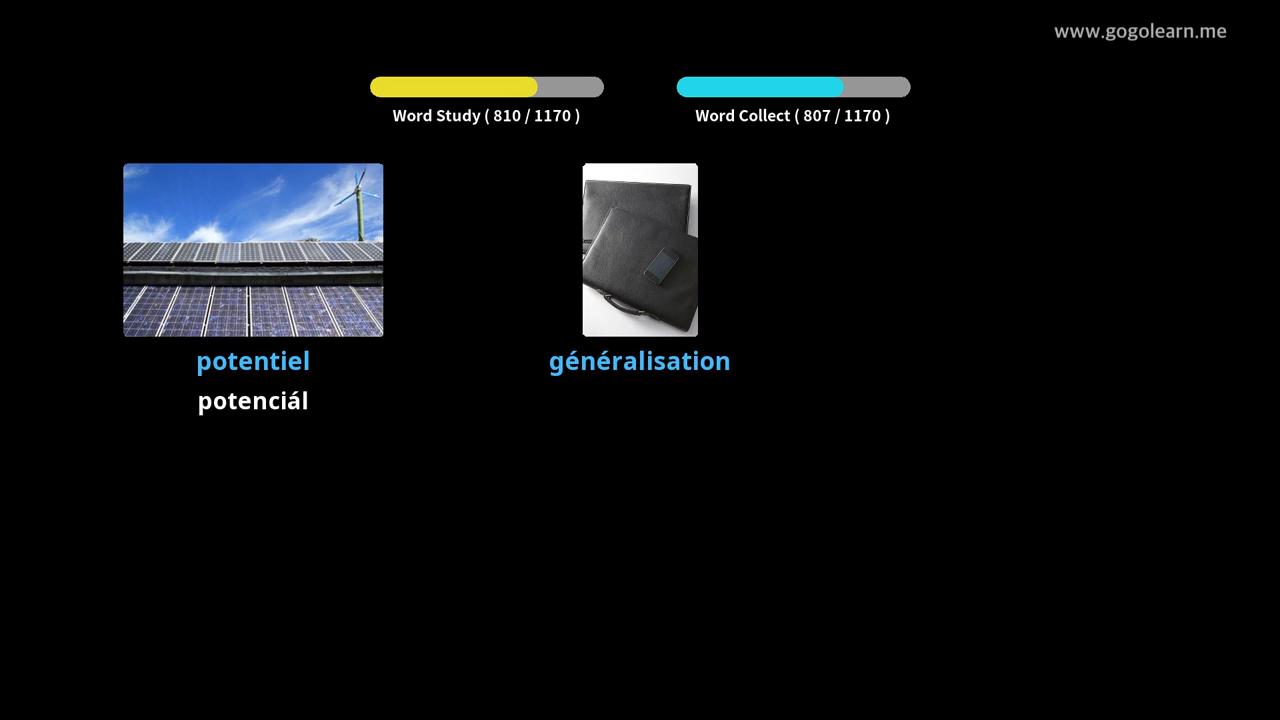 www.gogolearn.me
Word Study ( 810 / 1170 )
Word Collect ( 807 / 1170 )
potentiel
généralisation
potenciál